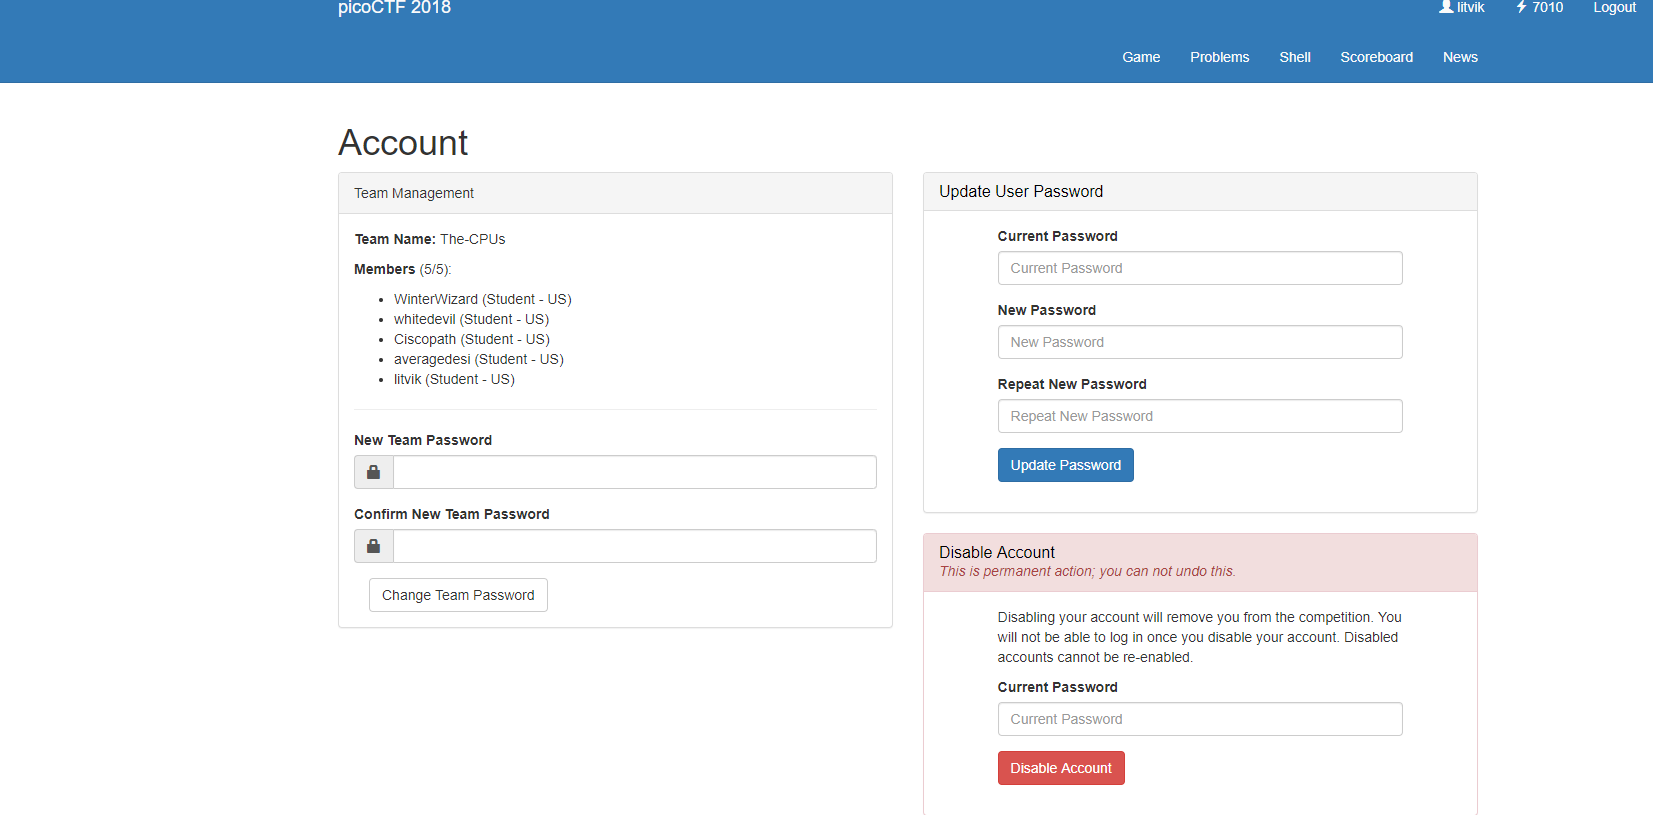 picoCTF 2018
litvik
7010
Logout
Game
Problems
Shell
Scoreboard
News
Account
Team Management
Team Name: The-CPUs
Members (5/5):
• WinterWizard (Student - US)
• whitedevil (Student - US)
• Ciscopath (Student - US)
• averagedesi (Student - US)
• litvik (Student - US)
New Team Password
Confirm New Team Password
Change Team Password
Update User Password
Current Password
Current Password
New Password
New Password
Repeat New Password
Repeat New Password
Update Password
Disable Account
This is permanent action; you can not undo this.
Disabling your account will remove you from the competition. You
will not be able to log in once you disable your account. Disabled
accounts cannot be re-enabled.
Current Password
Current Password
Disable Account